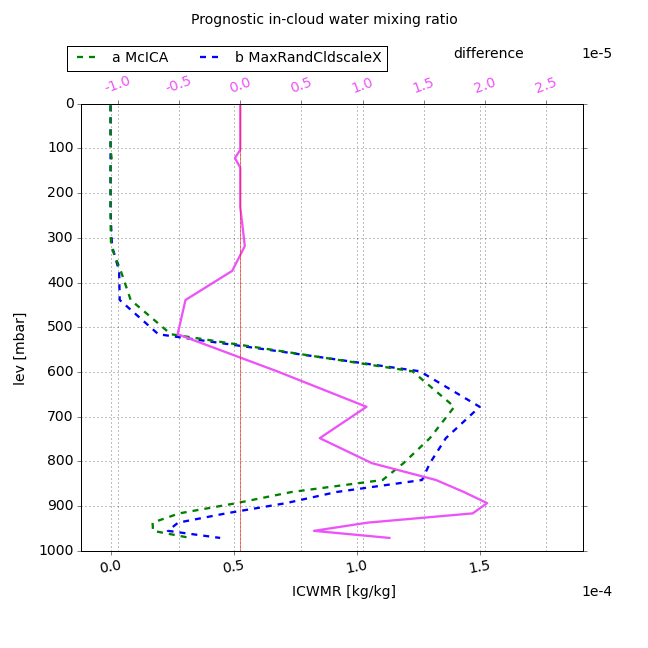 Prognostic in-cloud water mixing ratio
a McICA b MaxRandCldscaleX difference 1e-5
-1.0 -0.5 0.0 0.5 1.0 1.5 2.0 2.5
0
100
200
300
400
500
600
700
800
900
1000
lev [mbar]
0.0 0.5 1.0 1.5
ICWMR [kg/kg] 1e-4